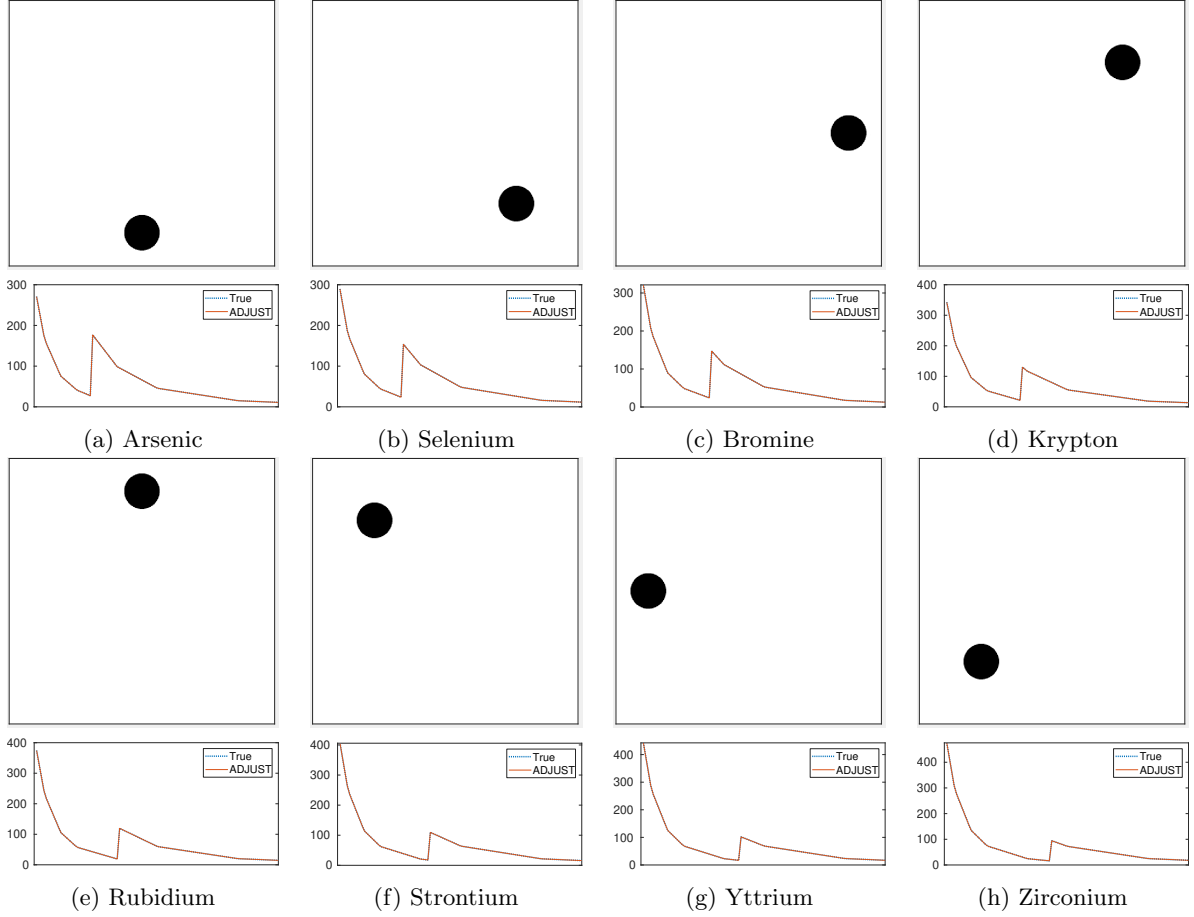 300
200
100
0
True
ADJUST
300
200
100
0
True
ADJUST
300
200
100
0
True
ADJUST
400
300
200
100
0
True
ADJUST
(a) Arsenic
(b) Selenium
(c) Bromine
(d) Krypton
400
300
200
100
0
True
ADJUST
400
300
200
100
0
True
ADJUST
400
300
200
100
0
True
ADJUST
400
300
200
100
0
True
ADJUST
(e) Rubidium
(f) Strontium
(g) Yttrium
(h) Zirconium